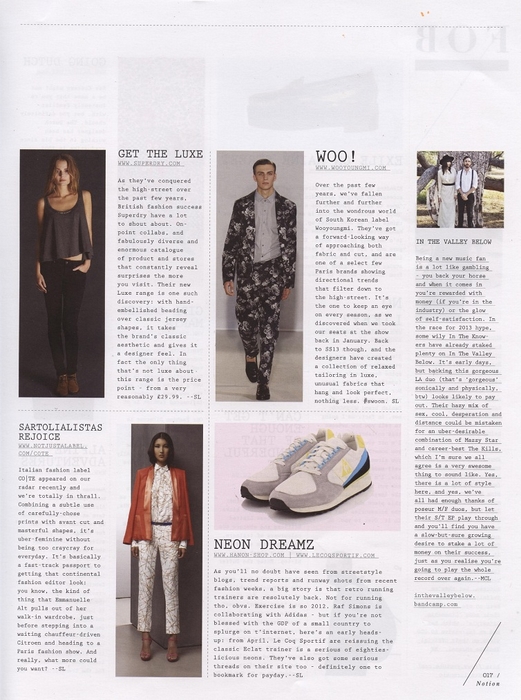 GET THE LUXE
WWW.SUPERDRY.COM
As they've conquered
the high-street over
the past few years,
British fashion success
Superdry have a lot
to shout about. On-
point collabs, and
fabulously diverse and
enormous catalogue
of product and stores
that constantly reveal
surprises the more
you visit. Their new
Luxe range is one such
discovery: with hand-
embellished beading
over classic jersey
shapes, it takes
the brand's classic
aesthetic and gives it
a designer feel. In
fact the only thing
that's not luxe about
this range is the price
point - from a very
reasonably £29.99. --SL
WOO!
WWW.WOOYOUNGMI.COM
Over the past few
years, we've fallen
further and further
into the wondrous world
of South Korean label
Wooyoungmi. They've got
a forward-looking way
of approaching both
fabric and cut, and are
one of a select few
Paris brands showing
directional trends
that filter down to
the high-street. It's
the one to keep an eye
on every season, as we
discovered when we took
our seats at the show
back in January. Back
to SS13 though, and the
designers have created
a collection of relaxed
tailoring in luxe,
unusual fabrics that
hang and look perfect,
nothing less. #swoon. SL
IN THE VALLEY BELOW
Being a new music fan
is a lot like gambling
- you back your horse
and when it comes in
you're rewarded with
money (if you're in the
industry) or the glow
of self-satisfaction. In
the race for 2013 hype,
some wily In The Know-
ers have already staked
plenty on In The Valley
Below. It's early days,
but backing this gorgeous
LA duo (that's 'gorgeous'
sonically and physically,
btw) looks likely to pay
out. Their hazy mix of
sex, cool, desperation and
distance could be mistaken
for an uber-desirable
combination of Mazzy Star
and career-best The Kills,
which I'm sure we all
agree is a very awesome
thing to sound like. Yes,
there is a lot of style
here, and yes, we've
all had enough thanks of
poseur M/F duos, but let
their S/T EP play through
and you'll find you have
a slow-but-sure growing
desire to stake a lot of
money on their success,
just as you realise you're
going to play the whole
record over again.--MCL
inthevalleybelow.
bandcamp.com
SARTOLIALISTAS
REJOICE
WWW.NOTJUSTALABEL.
COM/COTE
Italian fashion label
CO|TE appeared on our
radar recently and
we're totally in thrall.
Combining a subtle use
of carefully-chose
prints with avant cut and
masterful shapes, it's
uber-feminine without
being too craycray for
everyday. It's basically
a fast-track passport to
getting that continental
fashion editor look;
you know, the kind of
thing that Emmanuelle
Alt pulls out of her
walk-in wardrobe, just
before stepping into a
waiting chauffeur-driven
Citroen and heading to a
Paris fashion show. And
really, what more could
you want? --SL
NEON DREAMZ
WWW.HANON-SHOP.COM | WWW.LECOQSPORTIF.COM
As you'll no doubt have seen from streetstyle
blogs, trend reports and runway shots from recent
fashion weeks, a big story is that retro running
trainers are resolutely back. Not for running
tho, obvs. Exercise is so 2012. Raf Simons is
collaborating with Adidas - but if you're not
blessed with the GDP of a small country to
splurge on t'internet, here's an early heads-
up: from April, Le Coq Sportif are reissuing the
classic Eclat trainer is a serious of eighties-
licious neons. They've also got some serious
threads on their site too - definitely one to
bookmark for payday.--SL
017 /
Notion